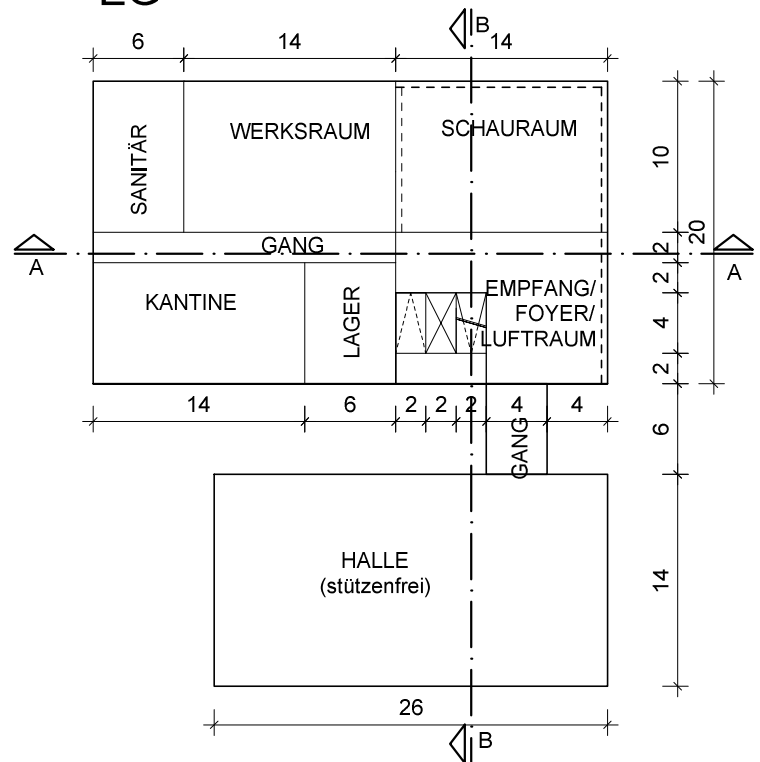 EG
B
6
14
14
SANITÄR
WERKSRAUM
SCHAURAUM
10
20
GANG
2
A
A
2
KANTINE
LAGER
EMPFANG/
FOYER/
LUFTRAUM
4
2
14
6
2
2
2
4
4
GANG
6
HALLE
(stützenfrei)
14
26
B